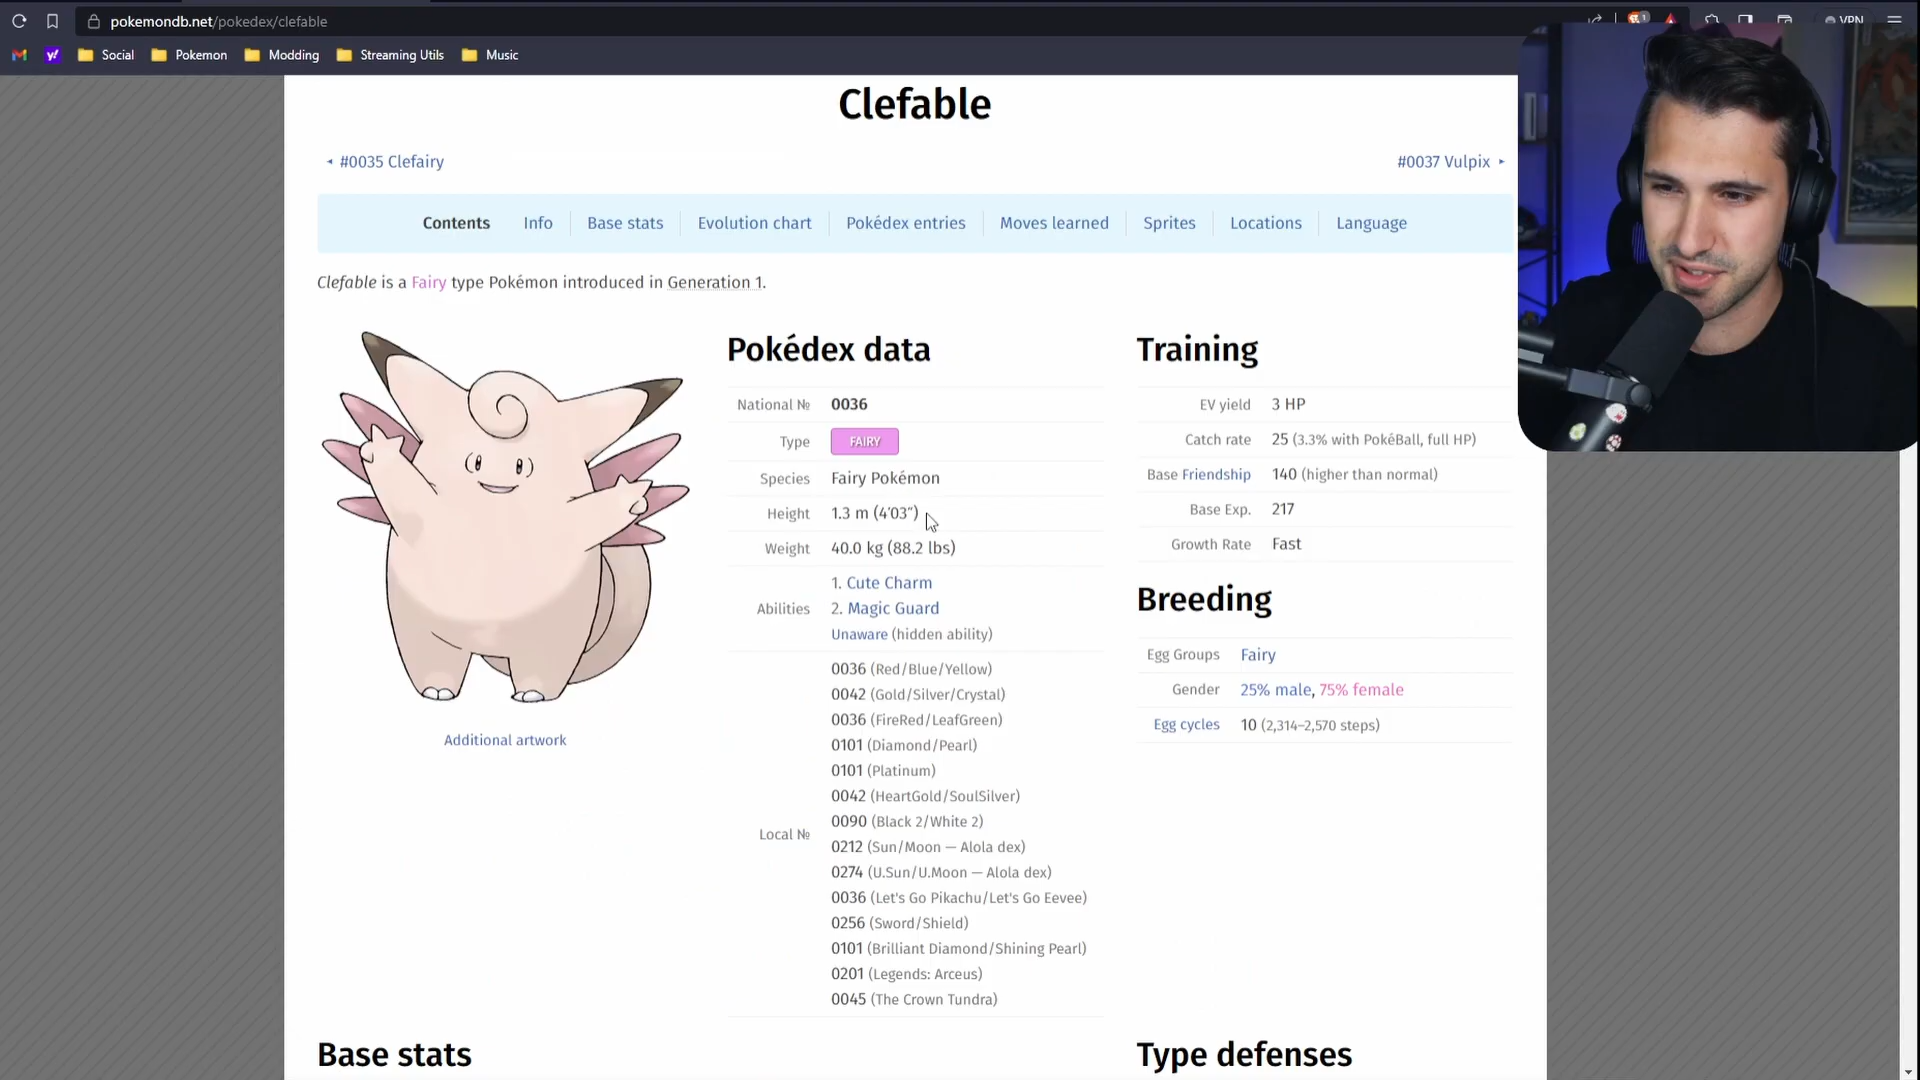 pokemondb.net/pokedex/clefable
1
VPN
Social
Pokemon
Modding
Streaming Utils
Music
Clefable
#0035 Clefairy
#0037 Vulpix
Contents
Info
Base stats
Evolution chart
Pokédex entries
Moves learned
Sprites
Locations
Language
Clefable is a Fairy type Pokémon introduced in Generation 1.
Additional artwork
Pokédex data
National № 0036
Type FAIRY
Species Fairy Pokémon
Height 1.3 m (4′03″)
Weight 40.0 kg (88.2 lbs)
Abilities
1. Cute Charm
2. Magic Guard
Unaware (hidden ability)
Local №
0036 (Red/Blue/Yellow)
0042 (Gold/Silver/Crystal)
0036 (FireRed/LeafGreen)
0101 (Diamond/Pearl)
0101 (Platinum)
0042 (HeartGold/SoulSilver)
0090 (Black 2/White 2)
0212 (Sun/Moon — Alola dex)
0274 (U.Sun/U.Moon — Alola dex)
0036 (Let's Go Pikachu/Let's Go Eevee)
0256 (Sword/Shield)
0101 (Brilliant Diamond/Shining Pearl)
0201 (Legends: Arceus)
0045 (The Crown Tundra)
Training
EV yield 3 HP
Catch rate 25 (3.3% with PokéBall, full HP)
Base Friendship 140 (higher than normal)
Base Exp. 217
Growth Rate Fast
Breeding
Egg Groups Fairy
Gender 25% male, 75% female
Egg cycles 10 (2,314–2,570 steps)
Base stats
Type defenses